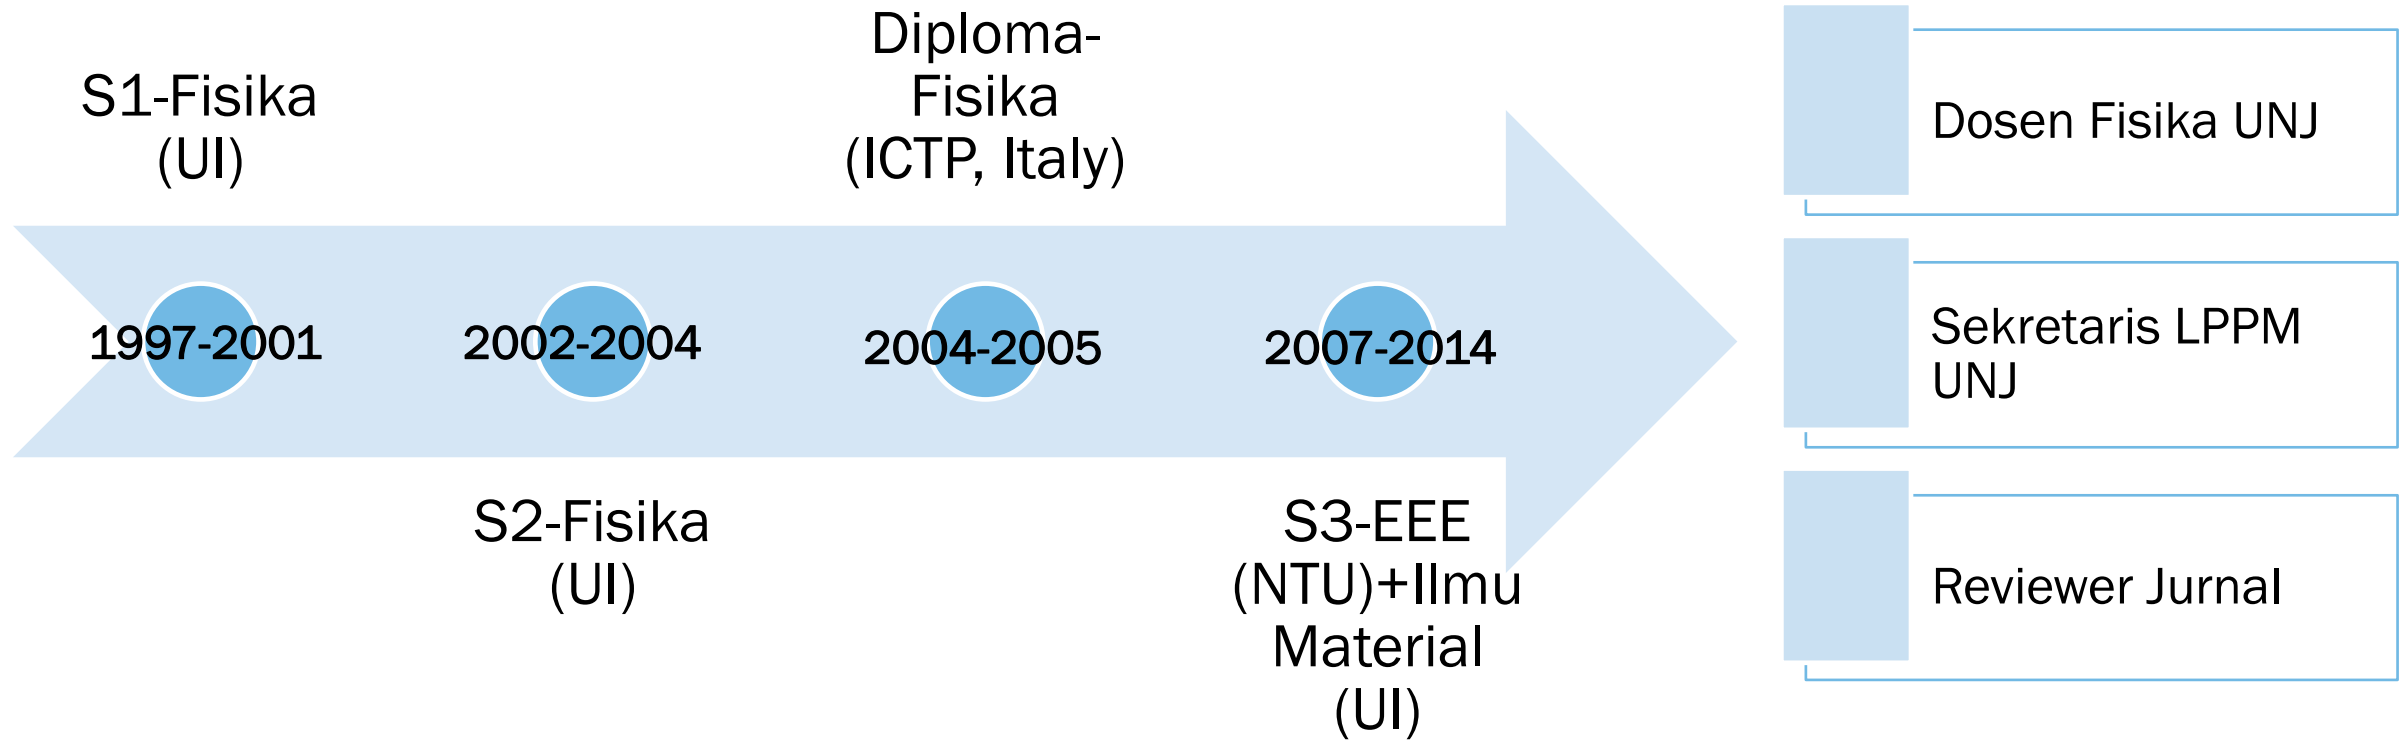 S1-Fisika
(UI)
1997-2001
2002-2004
S2-Fisika
(UI)
Diploma-
Fisika
(ICTP, Italy)
2004-2005
2007-2014
S3-EEE
(NTU)+Ilmu
Material
(UI)
Dosen Fisika UNJ
Sekretaris LPPM
UNJ
Reviewer Jurnal